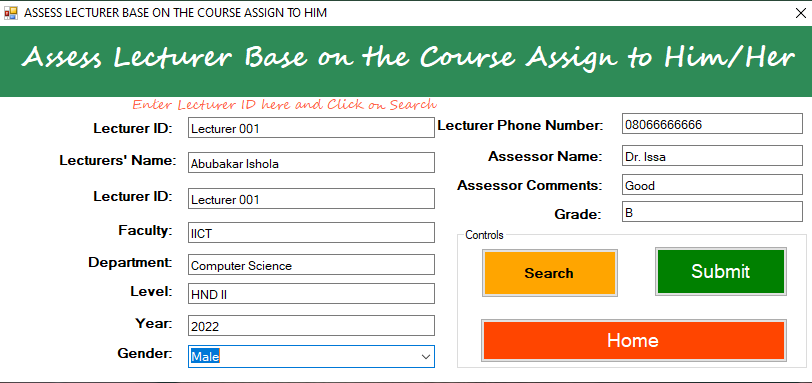 ASSESS LECTURER BASE ON THE COURSE ASSIGN TO HIM
Assess Lecturer Base on the Course Assign to Him/Her
Enter Lecturer ID here and Click on Search
Lecturer ID: Lecturer 001
Lecturers' Name: Abubakar Ishola
Lecturer ID: Lecturer 001
Faculty: IICT
Department: Computer Science
Level: HND II
Year: 2022
Gender: Male
Lecturer Phone Number: 08066666666
Assessor Name: Dr. Issa
Assessor Comments: Good
Grade: B
Controls
Search
Submit
Home